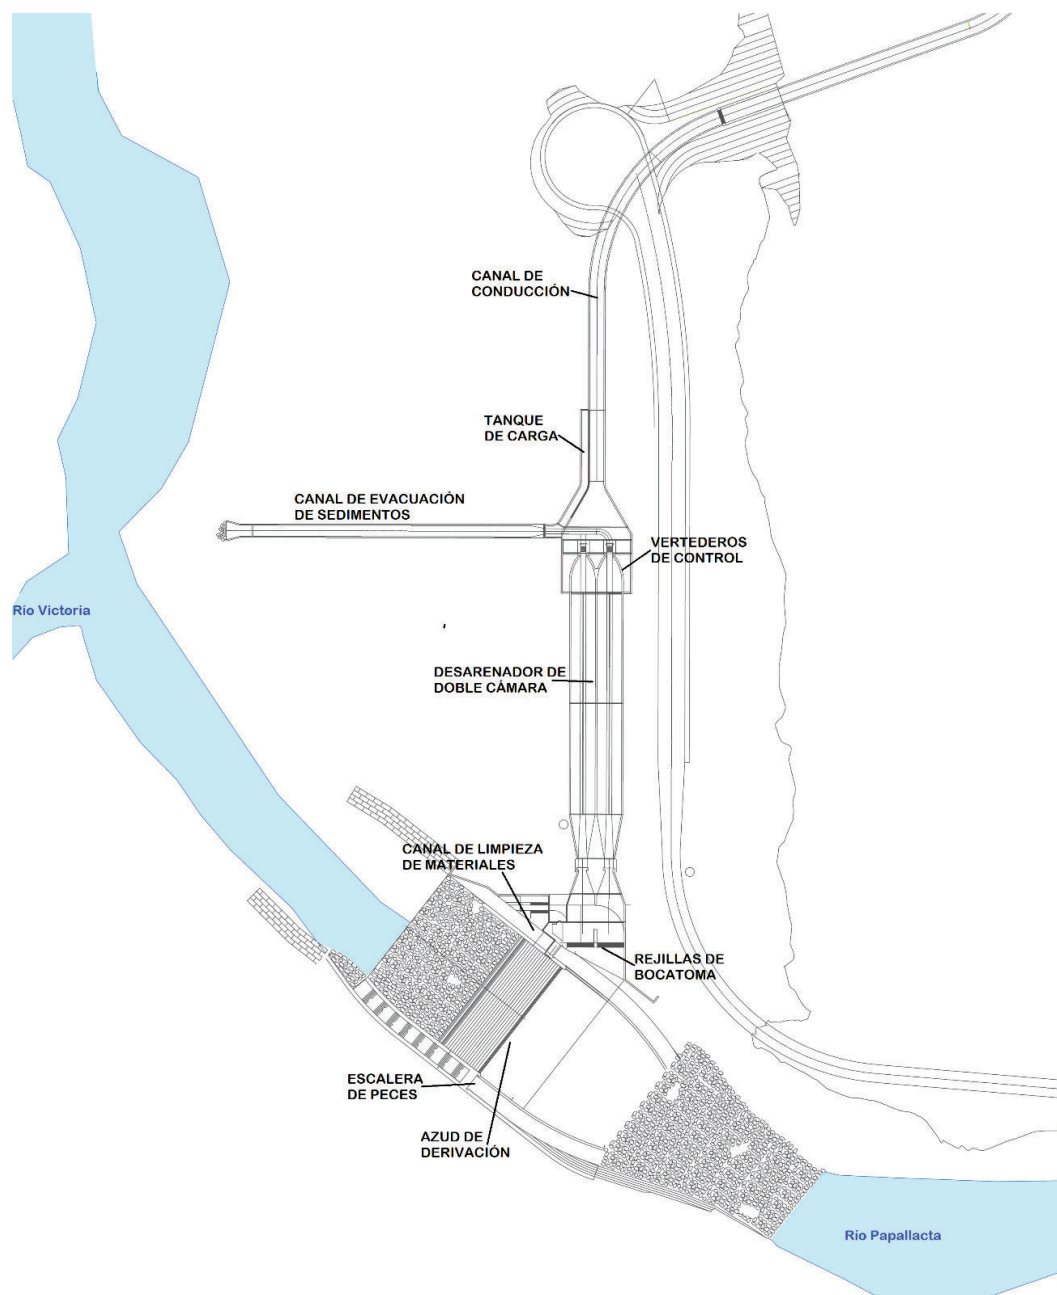 CANAL DE
CONDUCCIÓN
TANQUE
DE CARGA
CANAL DE EVACUACIÓN
DE SEDIMENTOS
VERTEDEROS
DE CONTROL
Río Victoria
DESARENADOR DE
DOBLE CÁMARA
CANAL DE LIMPIEZA
DE MATERIALES
REJILLAS DE
BOCATOMA
ESCALERA
DE PECES
AZUD DE
DERIVACIÓN
Río Papallacta